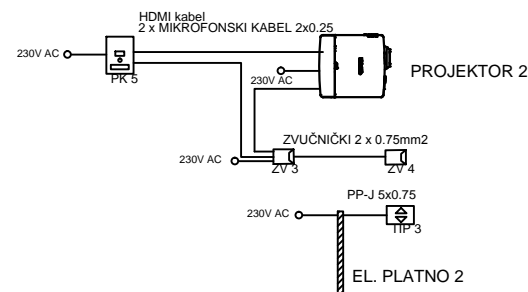 HDMI kabel
2 x MIKROFONSKI KABEL 2x0.25
230V AC
PK 5
230V AC
PROJEKTOR 2
ZVUČNIČKI 2 x 0.75mm2
230V AC
ZV 3
ZV 4
PP-J 5x0.75
230V AC
TIP 3
EL. PLATNO 2